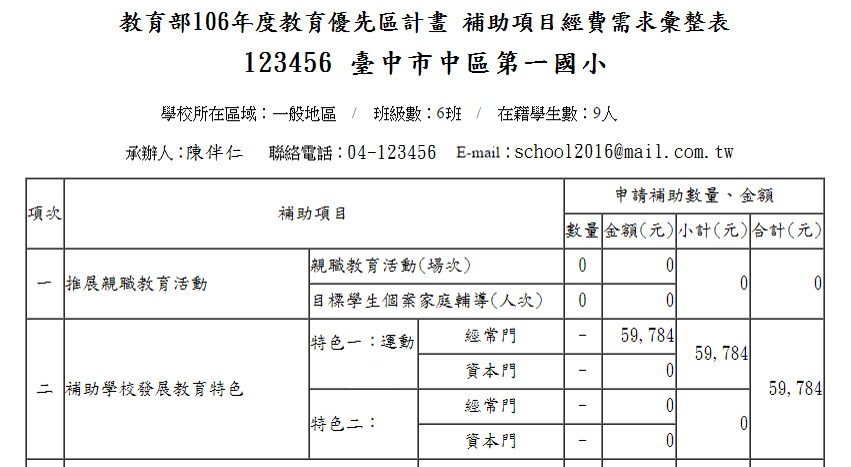 教育部106年度教育優先區計畫 補助項目經費需求彙整表
123456 臺中市中區第一國小
學校所在區域：一般地區 / 班級數：6班 / 在籍學生數：9人
承辦人：陳伴仁 聯絡電話：04-123456 E-mail：school2016@mail.com.tw
項次 補助項目 申請補助數量、金額
數量 金額(元) 小計(元) 合計(元)
一 推展親職教育活動 親職教育活動(場次) 0 0 0 0
目標學生個案家庭輔導(人次) 0 0
二 補助學校發展教育特色 特色一：運動 經常門 - 59,784 59,784 59,784
資本門 - 0
特色二： 經常門 - 0 0
資本門 - 0